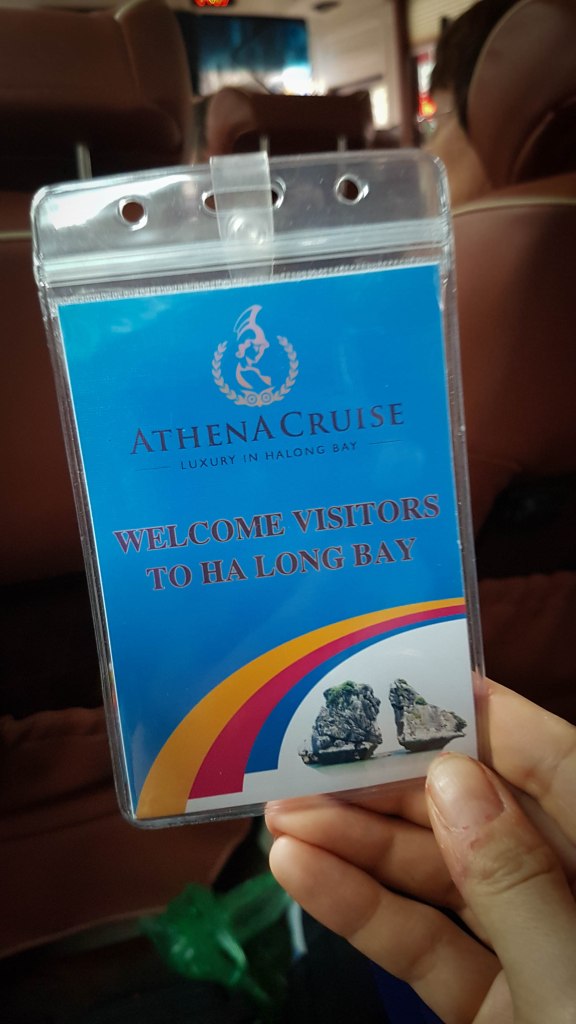 ATHENA CRUISE
LUXURY IN HALONG BAY
WELCOME VISITORS
TO HA LONG BAY